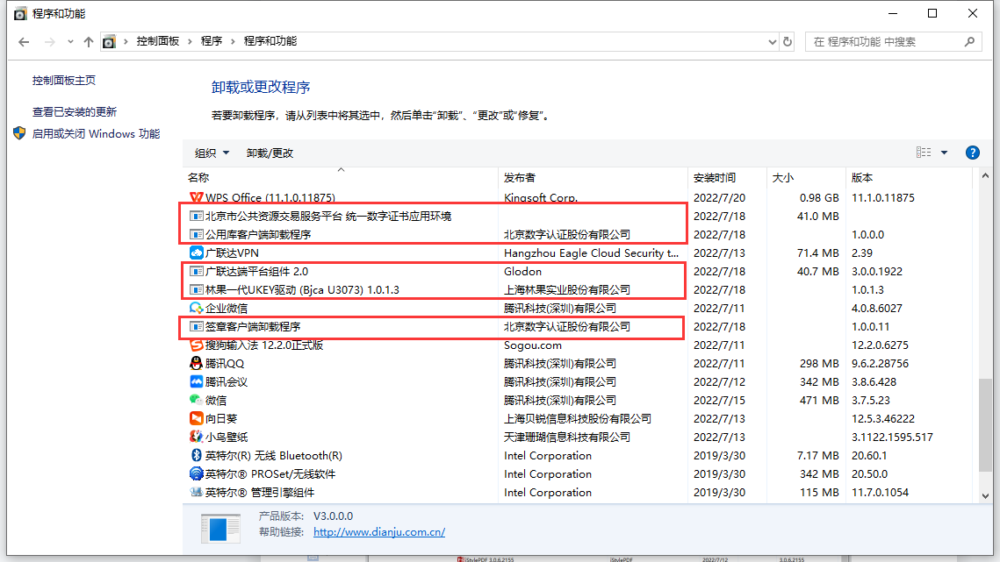 程序和功能
控制面板 程序 程序和功能
在 程序和功能 中搜索
控制面板主页
查看已安装的更新
启用或关闭 Windows 功能
卸载或更改程序
若要卸载程序，请从列表中将其选中，然后单击“卸载”、“更改”或“修复”。
组织 卸载/更改
名称 发布者 安装时间 大小 版本
WPS Office (11.1.0.11875) Kingsoft Corp. 2022/7/20 0.98 GB 11.1.0.11875
北京市公共资源交易服务平台 统一数字证书应用环境 2022/7/18 41.0 MB
公用库客户端卸载程序 北京数字认证股份有限公司 2022/7/18 1.0.0.0
广联达VPN Hangzhou Eagle Cloud Security t... 2022/7/13 71.4 MB 2.39
广联达端平台组件 2.0 Glodon 2022/7/18 40.7 MB 3.0.0.1922
林果一代UKEY驱动 (Bjca U3073) 1.0.1.3 上海林果实业股份有限公司 2022/7/18 1.0.1.3
企业微信 腾讯科技(深圳)有限公司 2022/7/11 4.0.8.6027
签章客户端卸载程序 北京数字认证股份有限公司 2022/7/18 1.0.0.11
搜狗输入法 12.2.0正式版 Sogou.com 2022/7/11 12.2.0.6275
腾讯QQ 腾讯科技(深圳)有限公司 2022/7/11 298 MB 9.6.2.28756
腾讯会议 腾讯科技(深圳)有限公司 2022/7/12 342 MB 3.8.6.428
微信 腾讯科技(深圳)有限公司 2022/7/15 471 MB 3.7.5.23
向日葵 上海贝锐信息科技股份有限公司 2022/7/13 12.5.3.46222
小鸟壁纸 天津珊瑚信息科技有限公司 2022/7/13 3.1122.1595.517
英特尔(R) 无线 Bluetooth(R) Intel Corporation 2019/3/30 7.17 MB 20.60.1
英特尔® PROSet/无线软件 Intel Corporation 2019/3/30 342 MB 20.50.0
英特尔® 管理引擎组件 Intel Corporation 2019/3/30 115 MB 11.7.0.1054
产品版本: V3.0.0.0
帮助链接: http://www.dianju.com.cn/
iStylePDF 3.0.6.2155 iStylePDF 2022/7/12 3.0.6.2155